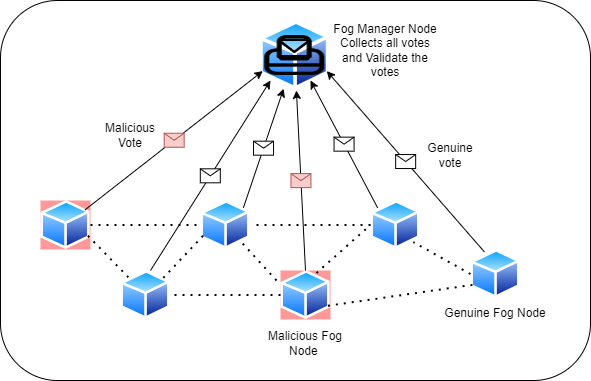 Fog Manager Node
Collects all votes
and Validate the
votes
Malicious
Vote
Genuine
vote
Genuine Fog Node
Malicious Fog
Node